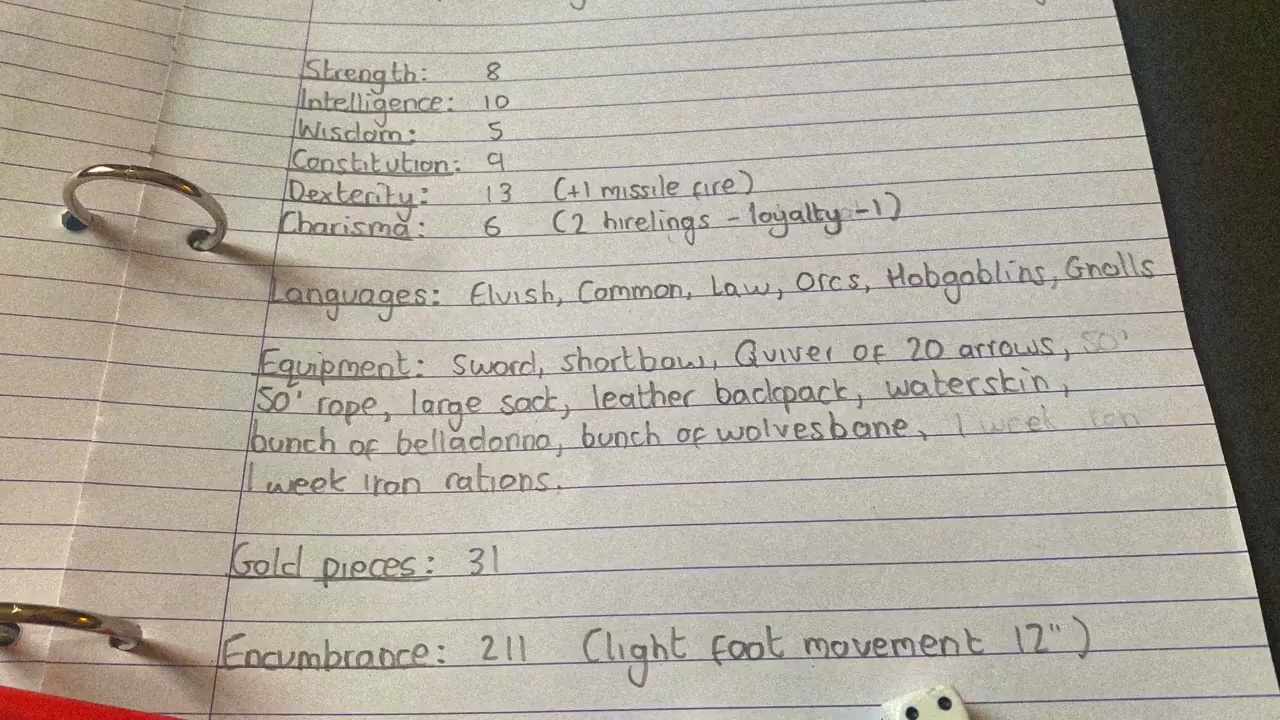 Strength: 8
Intelligence: 10
Wisdom: 5
Constitution: 9
Dexterity: 13 (+1 missile fire)
Charisma: 6 (2 hirelings - loyalty -1)
Languages: Elvish, Common, Law, Orcs, Hobgoblins, Gnolls
Equipment: Sword, shortbow, Quiver of 20 arrows, 50'
50' rope, large sack, leather backpack, waterskin,
bunch of belladonna, bunch of wolvesbane, 1 week iron
1 week iron rations.
Gold pieces: 31
Encumbrance: 211 (light foot movement 12")